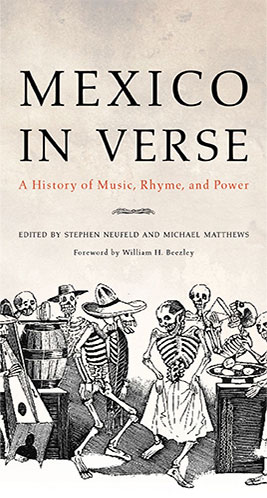 MEXICO
IN VERSE
A History of Music, Rhyme, and Power
EDITED BY STEPHEN NEUFELD AND MICHAEL MATTHEWS
Foreword by William H. Beezley